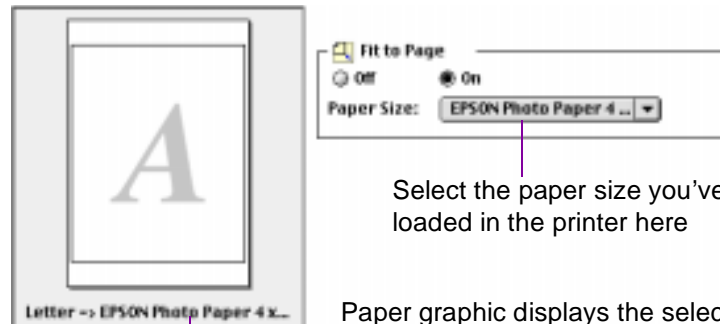 A
Letter -> EPSON Photo Paper 4 x...
Fit to Page
Off On
Paper Size: EPSON Photo Paper 4 ...
Select the paper size you've
loaded in the printer here
Paper graphic displays the selec